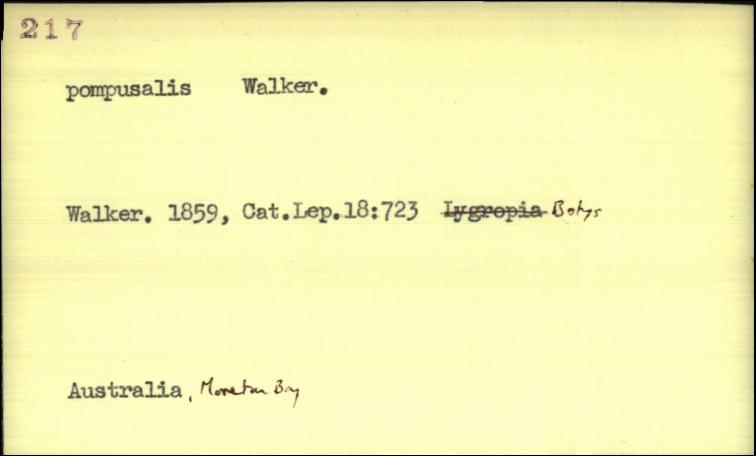 217
pompusalis Walker.
Walker. 1859, Cat.Lep.18:723 Lygropia Botys
Australia, Moreton Bay